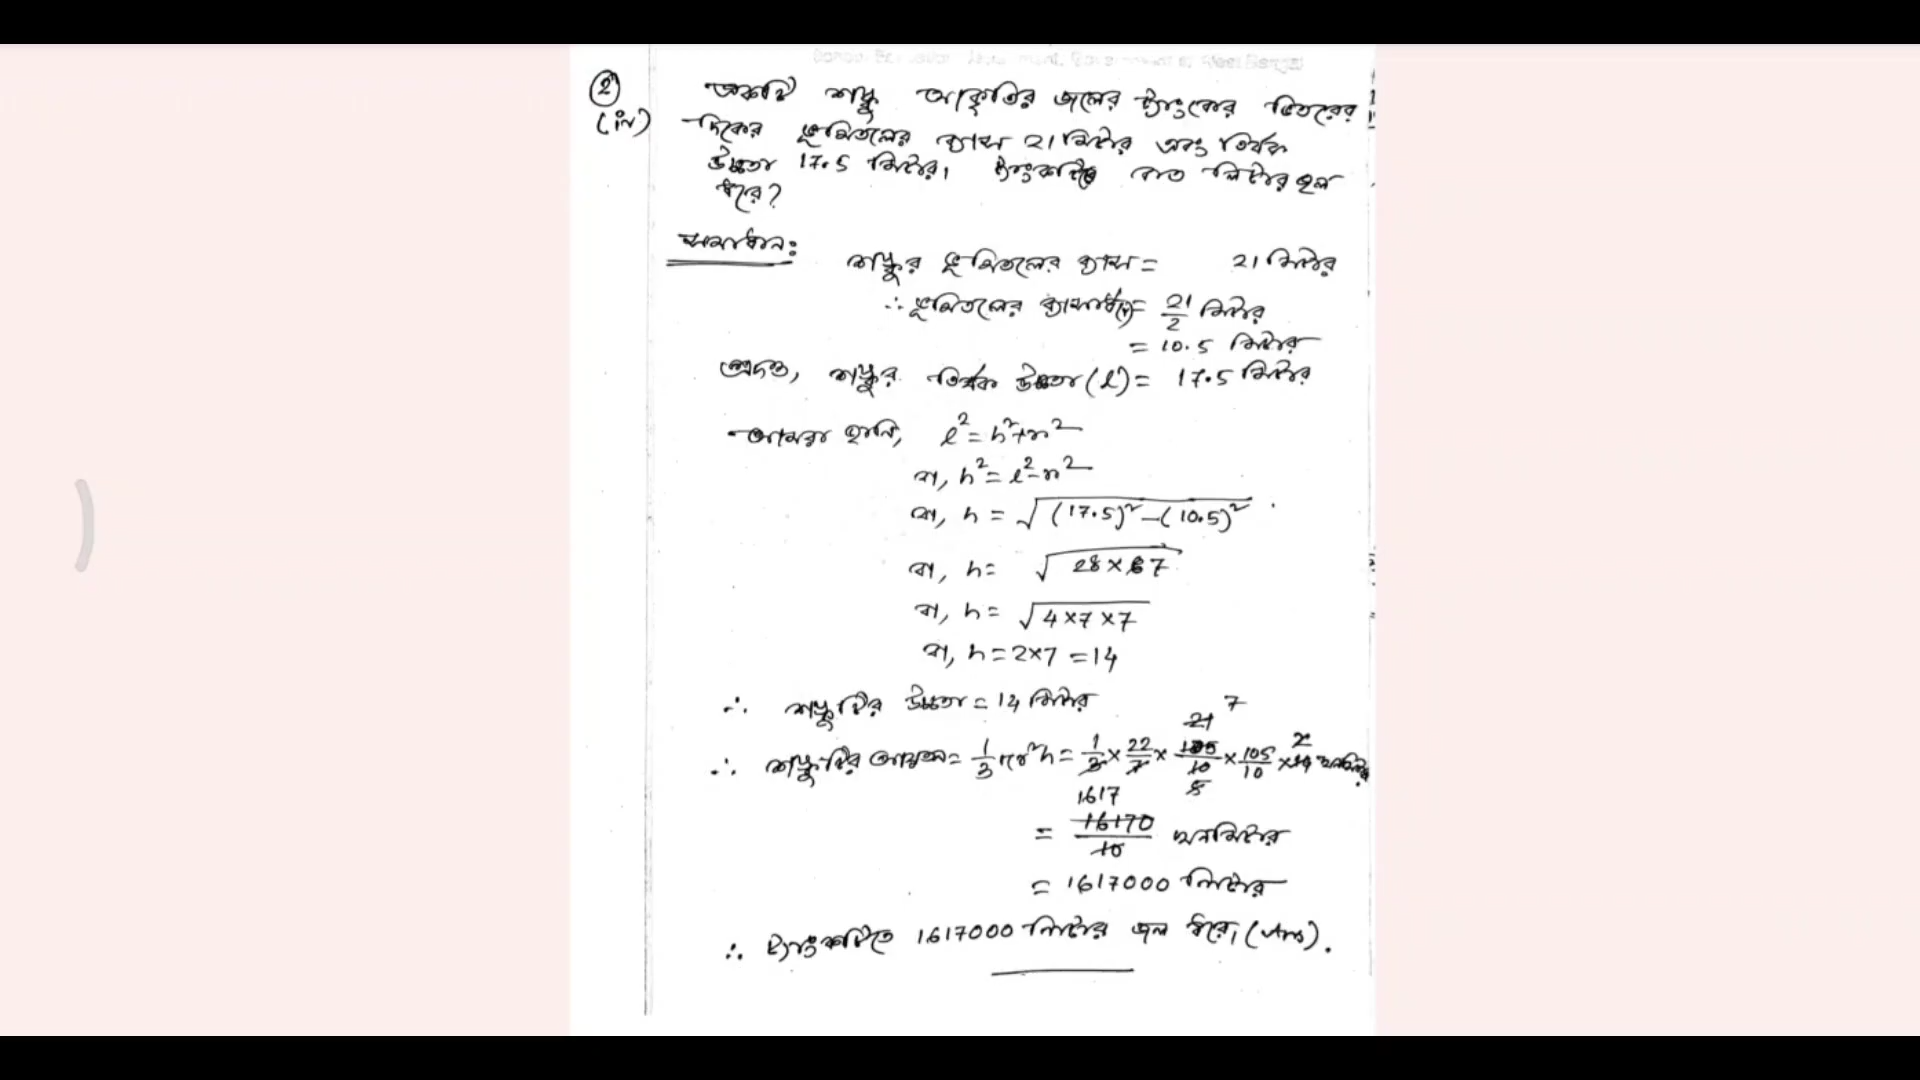 ② একটি শঙ্কু আকৃতির জলের ট্যাংকের ভিতরের
(iv) দিকের ভূমিতলের ব্যাস 21 মিটার এবং তির্যক
উচ্চতা 17.5 মিটার। ট্যাংকটিতে কত লিটার জল
ধরে?
সমাধান: শঙ্কুর ভূমিতলের ব্যাস = 21 মিটার
∴ ভূমিতলের ব্যাসার্ধ(r) = 21/2 মিটার
= 10.5 মিটার
প্রদত্ত, শঙ্কুর তির্যক উচ্চতা (l) = 17.5 মিটার
আমরা জানি, l² = h²+r²
বা, h² = l²-r²
বা, h = √(17.5)² - (10.5)²
বা, h = √28×7
বা, h = √4×7×7
বা, h = 2×7 = 14
∴ শঙ্কুটির উচ্চতা = 14 মিটার
∴ শঙ্কুটির আয়তন = 1/3 πr²h = 1/3 × 22/7 × 105/10 × 105/10 × 14 ঘনমিটার
= 16170/10 ঘনমিটার
= 1617000 লিটার
∴ ট্যাংকটিতে 1617000 লিটার জল ধরে। (Ans).